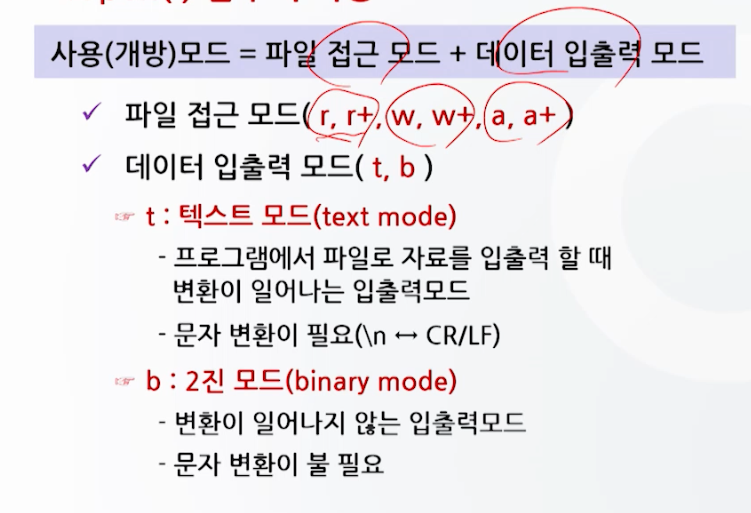 사용(개방)모드 = 파일 접근 모드 + 데이터 입출력 모드
✓ 파일 접근 모드( r, r+, w, w+, a, a+ )
✓ 데이터 입출력 모드( t, b )
☞ t : 텍스트 모드(text mode)
- 프로그램에서 파일로 자료를 입출력 할 때
변환이 일어나는 입출력모드
- 문자 변환이 필요(\n ↔ CR/LF)
☞ b : 2진 모드(binary mode)
- 변환이 일어나지 않는 입출력모드
- 문자 변환이 불 필요